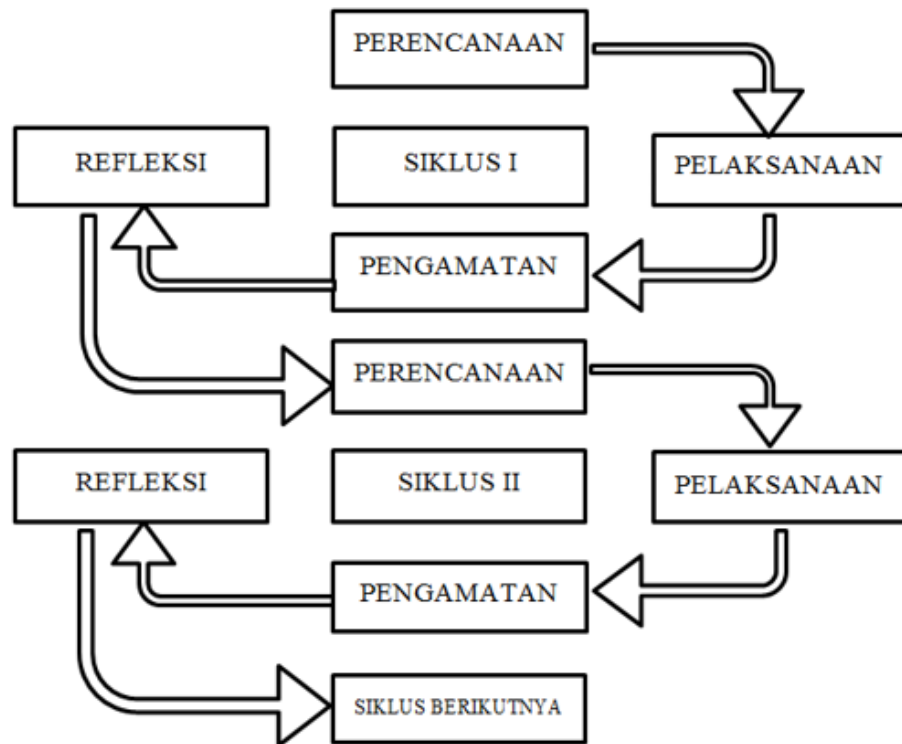 PERENCANAAN
REFLEKSI
SIKLUS I
PELAKSANAAN
PENGAMATAN
PERENCANAAN
REFLEKSI
SIKLUS II
PELAKSANAAN
PENGAMATAN
SIKLUS BERIKUTNYA